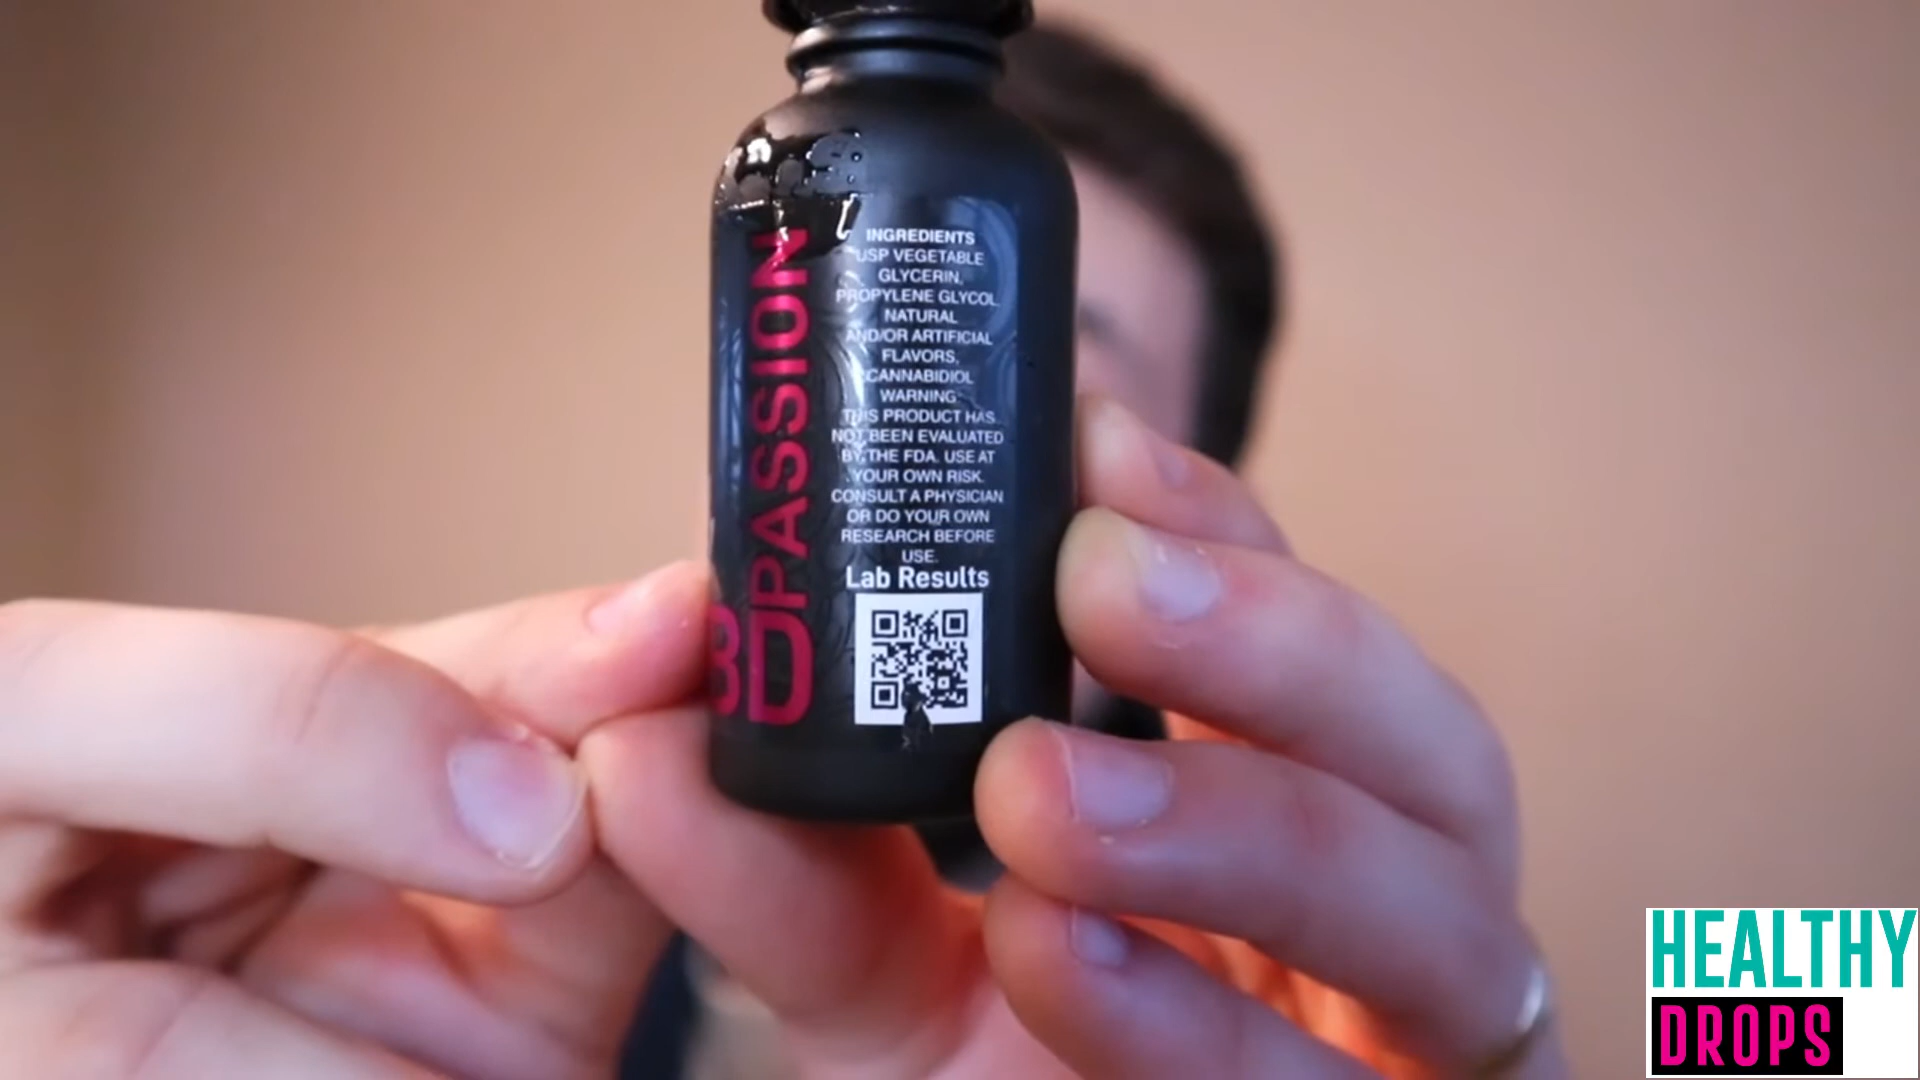 INGREDIENTS
USP VEGETABLE
GLYCERIN,
PROPYLENE GLYCOL,
NATURAL
AND/OR ARTIFICIAL
FLAVORS,
CANNABIDIOL
WARNING:
THIS PRODUCT HAS
NOT BEEN EVALUATED
BY THE FDA. USE AT
YOUR OWN RISK.
CONSULT A PHYSICIAN
OR DO YOUR OWN
RESEARCH BEFORE
USE.
Lab Results
PASSION
BD
HEALTHY
DROPS